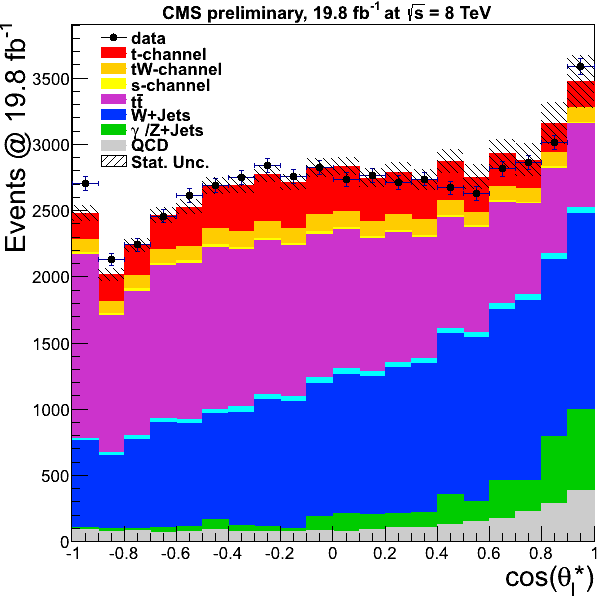 CMS preliminary, 19.8 fb⁻¹ at √s = 8 TeV
data
t-channel
tW-channel
s-channel
tt̄
W+Jets
γ/Z+Jets
QCD
Stat. Unc.
Events @ 19.8 fb⁻¹
3500
3000
2500
2000
1500
1000
500
0
-1 -0.8 -0.6 -0.4 -0.2 0 0.2 0.4 0.6 0.8 1
cos(θₗ*)